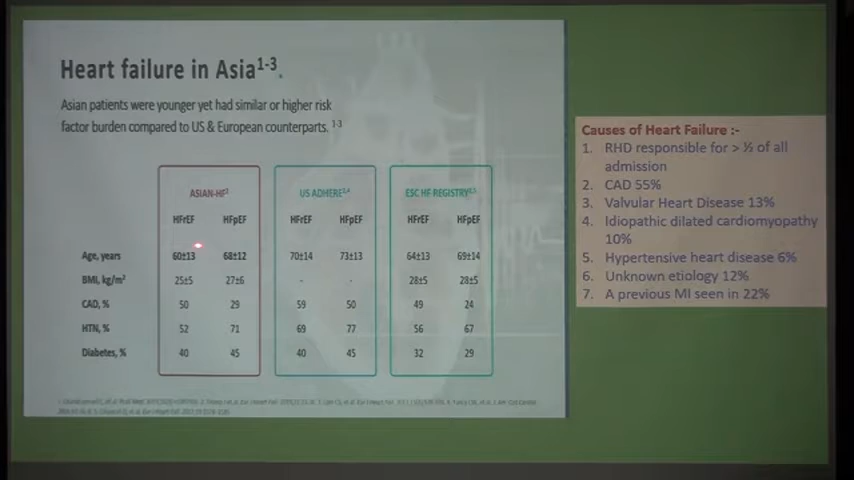 Heart failure in Asia1-3.
Asian patients were younger yet had similar or higher risk
factor burden compared to US & European counterparts. 1-3
ASIAN-HF2 US ADHERE3,4 ESC HF REGISTRY
HFrEF HFpEF HFrEF HFpEF HFrEF HFpEF
Age, years 60±13 68±12 70±14 73±13 64±13 69±14
BMI, kg/m2 25±5 27±6 - - 28±5 28±5
CAD, % 50 29 59 50 49 24
HTN, % 52 71 69 77 56 67
Diabetes, % 40 45 40 45 32 29
Causes of Heart Failure :-
1. RHD responsible for > ½ of all
admission
2. CAD 55%
3. Valvular Heart Disease 13%
4. Idiopathic dilated cardiomyopathy
10%
5. Hypertensive heart disease 6%
6. Unknown etiology 12%
7. A previous MI seen in 22%